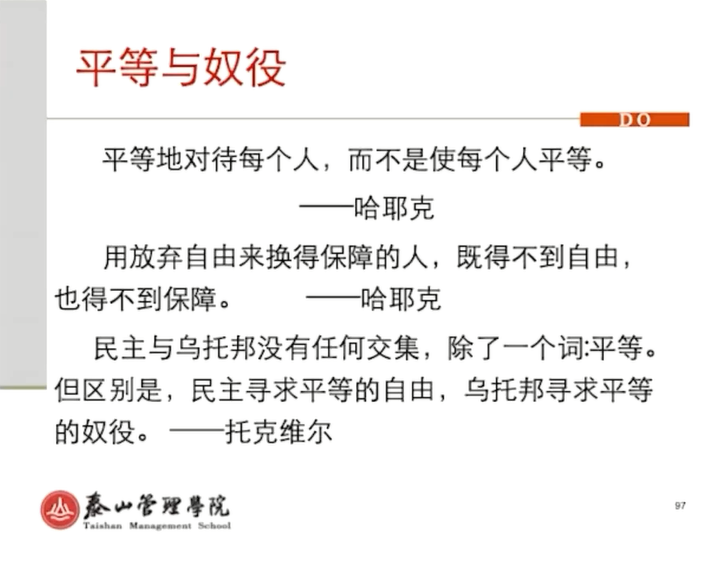 平等与奴役
DO
平等地对待每个人，而不是使每个人平等。
——哈耶克
用放弃自由来换得保障的人，既得不到自由，
也得不到保障。 ——哈耶克
民主与乌托邦没有任何交集，除了一个词:平等。
但区别是，民主寻求平等的自由，乌托邦寻求平等
的奴役。 ——托克维尔
泰山管理學院
Taishan Management School
97